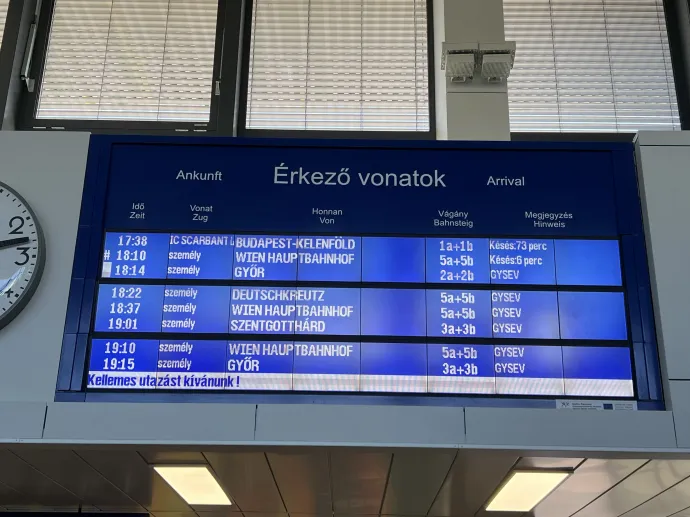 Ankunft Érkező vonatok Arrival
Idő Vonat Honnan Vágány Megjegyzés
Zeit Zug Von Bahnsteig Hinweis
17:38 IC SCARBANT BUDAPEST-KELENFÖLD 1a+1b Késés:73 perc
# 18:10 személy WIEN HAUPTBAHNHOF 5a+5b Késés:6 perc
18:14 személy GYŐR 2a+2b GYSEV
18:22 személy DEUTSCHKREUTZ 5a+5b GYSEV
18:37 személy WIEN HAUPTBAHNHOF 5a+5b GYSEV
19:01 személy SZENTGOTTHÁRD 3a+3b GYSEV
19:10 személy WIEN HAUPTBAHNHOF 5a+5b GYSEV
19:15 személy GYŐR 3a+3b GYSEV
Kellemes utazást kívánunk !
2
3